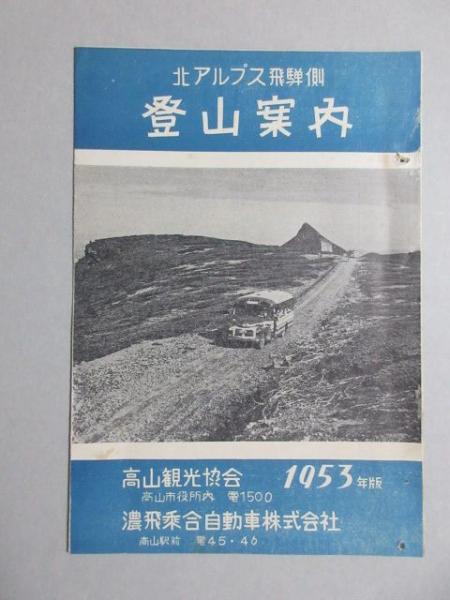 北アルプス飛騨側
登山案内
高山観光協会 1953年版
高山市役所内 電1500
濃飛乗合自動車株式会社
高山駅前 電45・46